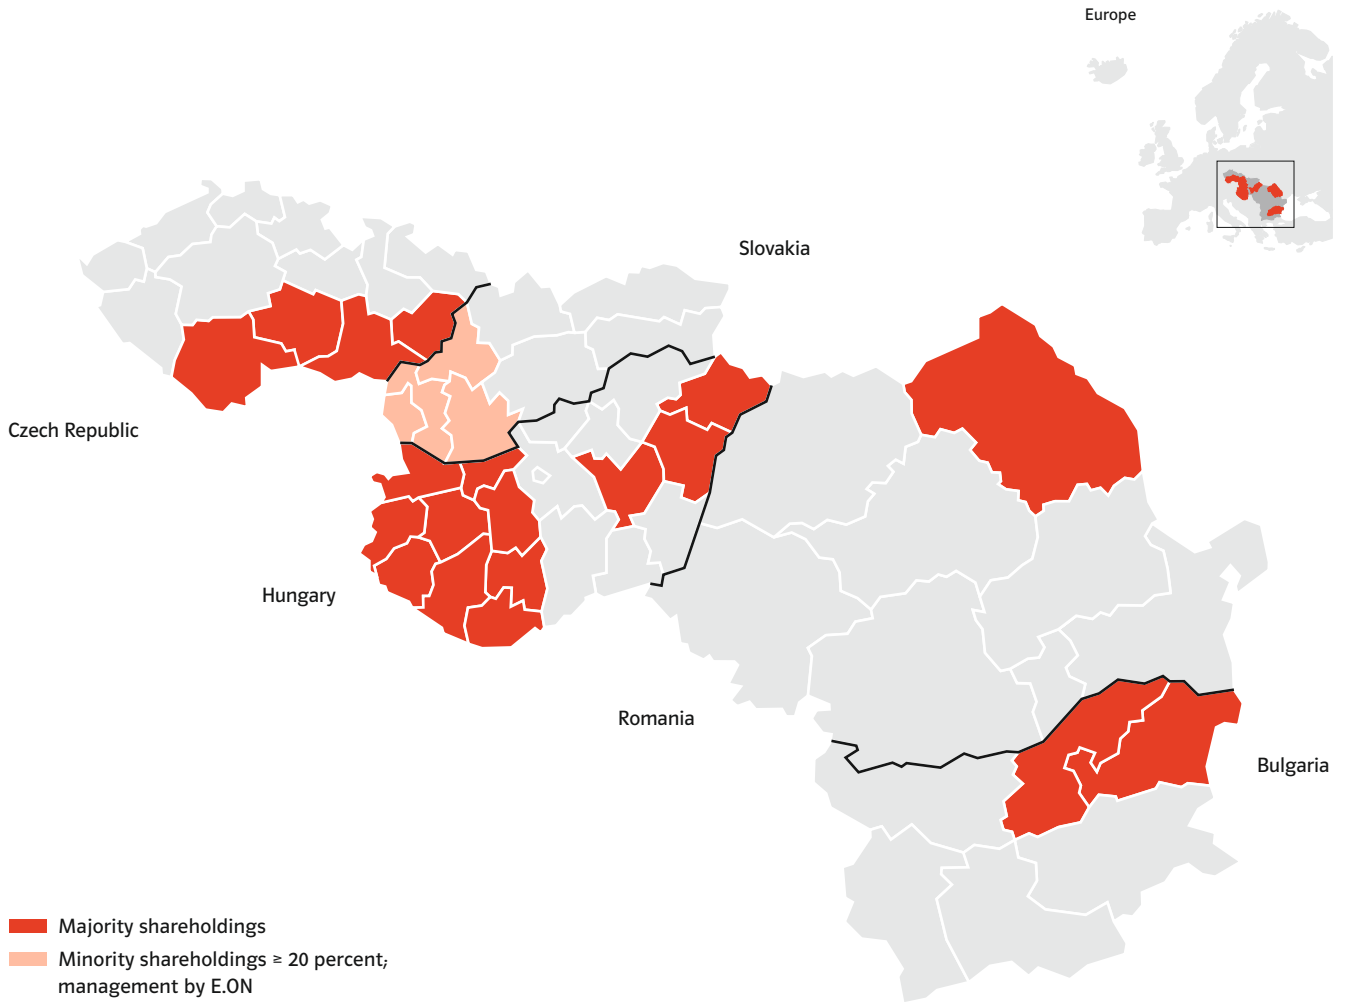 Europe
Slovakia
Czech Republic
Hungary
Romania
Bulgaria
Majority shareholdings
Minority shareholdings ≥ 20 percent;
management by E.ON